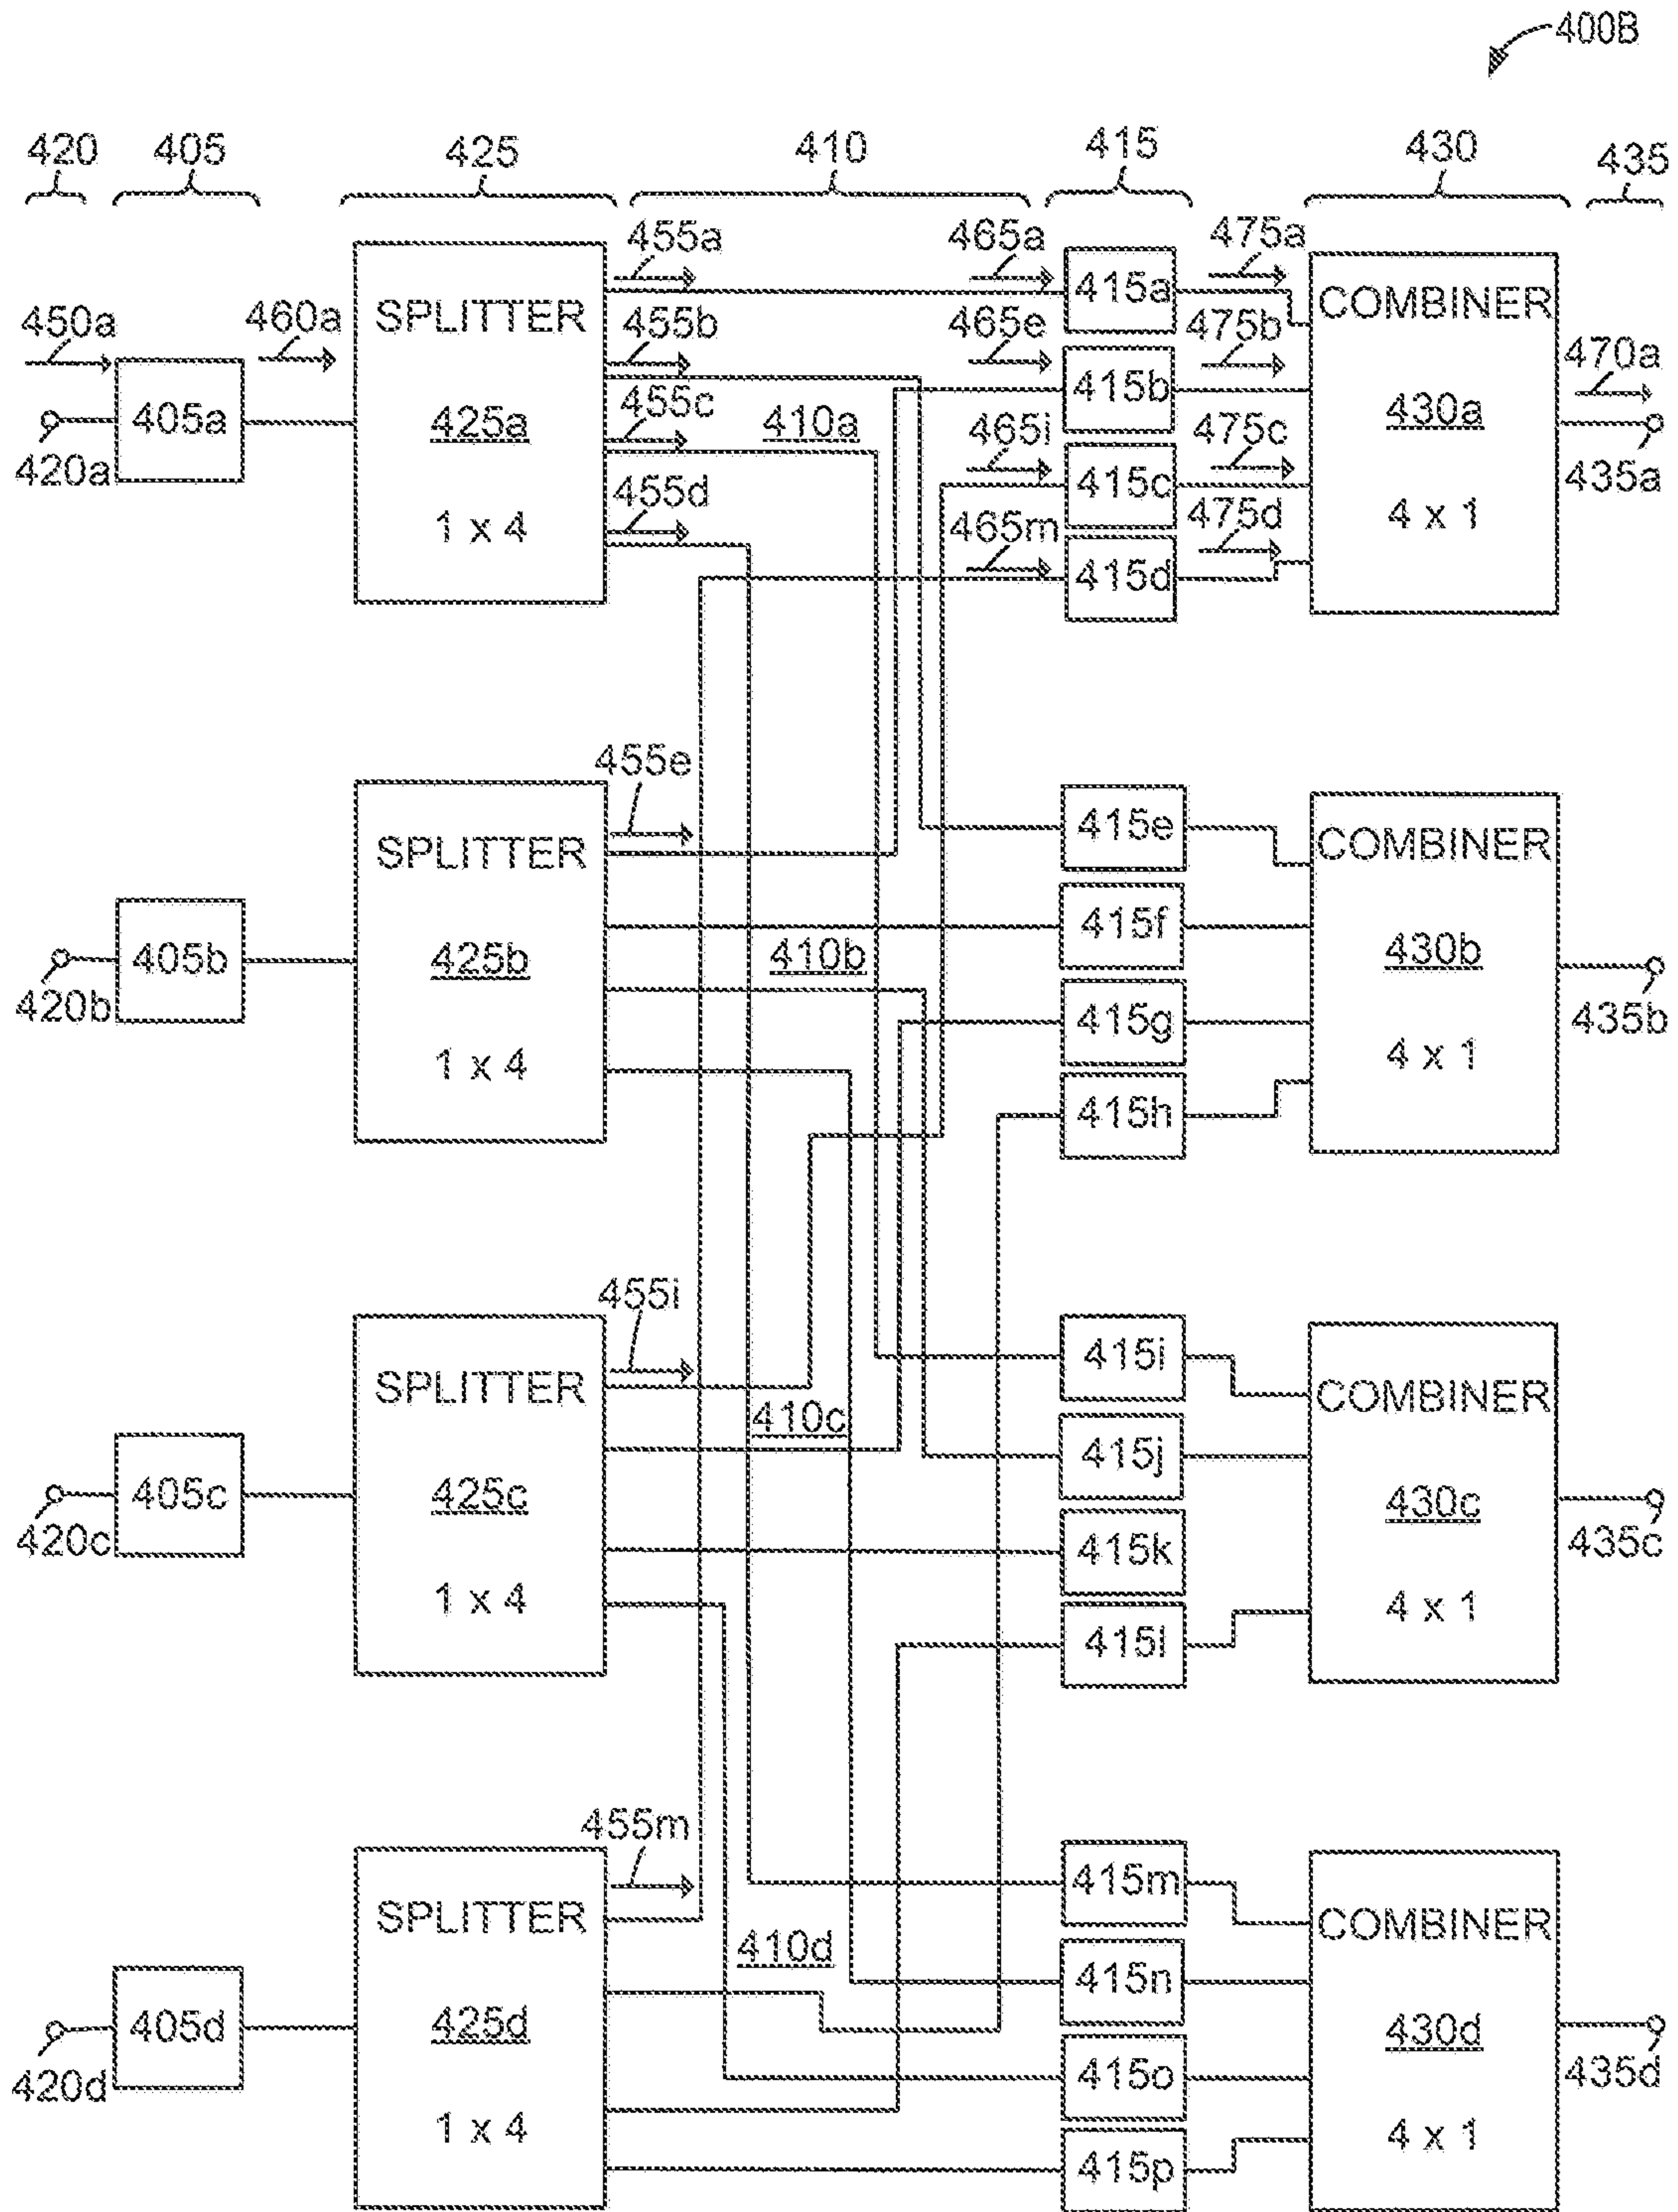 400B
420 405 425 410 415 430 435
455a 465a 475a
450a 460a SPLITTER 455b 465e 415a 475b COMBINER 470a
405a 425a 455c 410a 415b 430a
420a 455d 465i 415c 475c 435a
1 x 4 465m 415d 475d 4 x 1
455e
SPLITTER 415e COMBINER
405b 425b 410b 415f 430b
420b 415g 435b
1 x 4 415h 4 x 1
455i
SPLITTER 415i COMBINER
410c
405c 425c 415j 430c
420c 415k 435c
1 x 4 415l 4 x 1
455m
SPLITTER 415m COMBINER
410d
405d 425d 415n 430d
420d 415o 435d
1 x 4 415p 4 x 1